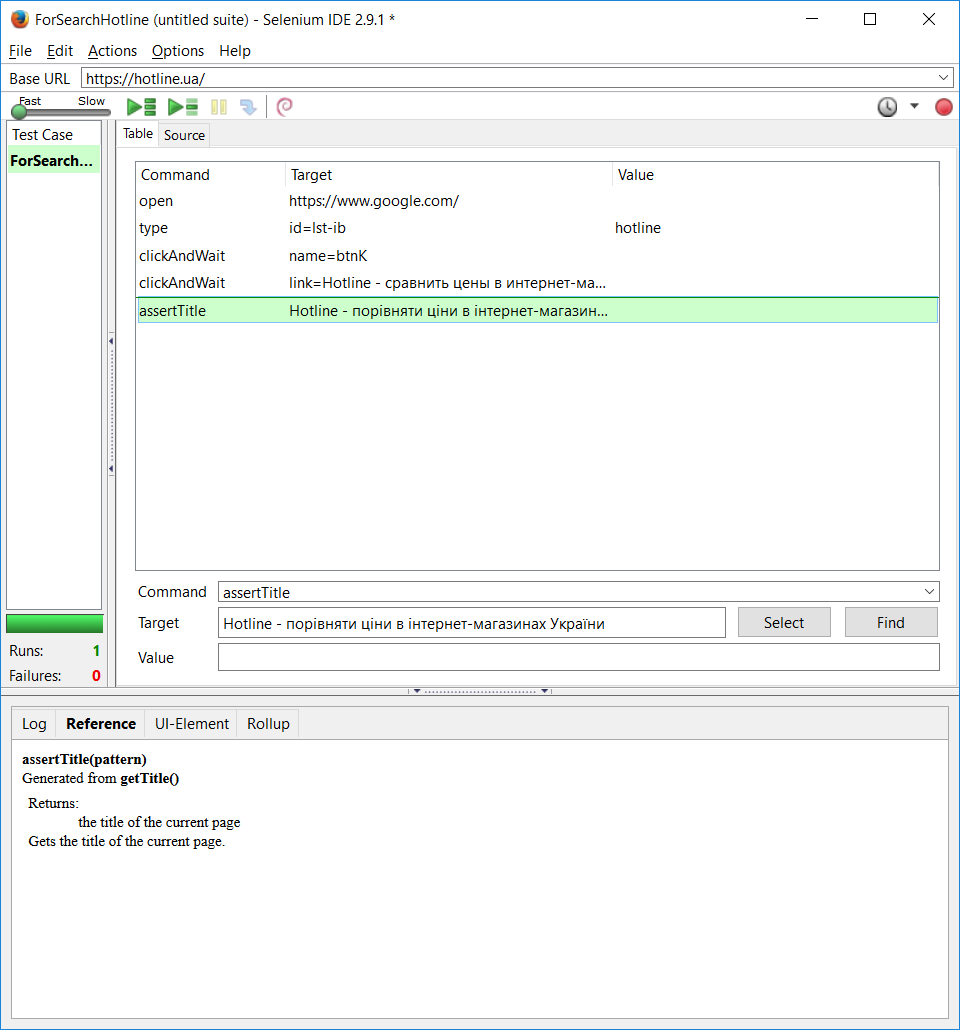 ForSearchHotline (untitled suite) - Selenium IDE 2.9.1 *
File Edit Actions Options Help
Base URL https://hotline.ua/
Fast Slow
Test Case
ForSearch...
Table Source
Command Target Value
open https://www.google.com/
type id=lst-ib hotline
clickAndWait name=btnK
clickAndWait link=Hotline - сравнить цены в интернет-ма...
assertTitle Hotline - порівняти ціни в інтернет-магазин...
Command assertTitle
Target Hotline - порівняти ціни в інтернет-магазинах України Select Find
Value
Runs: 1
Failures: 0
Log Reference UI-Element Rollup
assertTitle(pattern)
Generated from getTitle()
Returns:
the title of the current page
Gets the title of the current page.